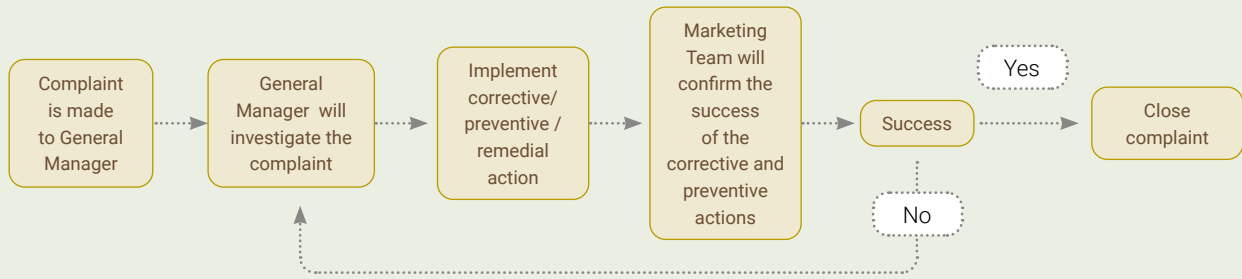 Complaint
is made
to General
Manager
General
Manager will
investigate the
complaint
Implement
corrective/
preventive /
remedial
action
Marketing
Team will
confirm the
success
of the
corrective and
preventive
actions
Success
Yes
Close
complaint
No